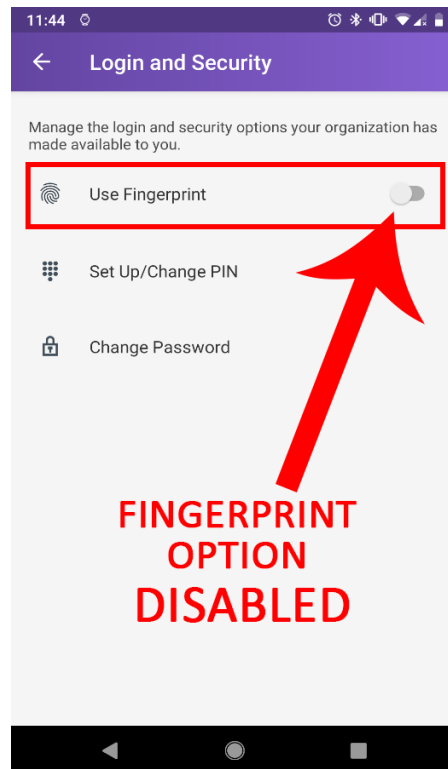 11:44
Login and Security
Manage the login and security options your organization has
made available to you.
Use Fingerprint
Set Up/Change PIN
Change Password
FINGERPRINT
OPTION
DISABLED